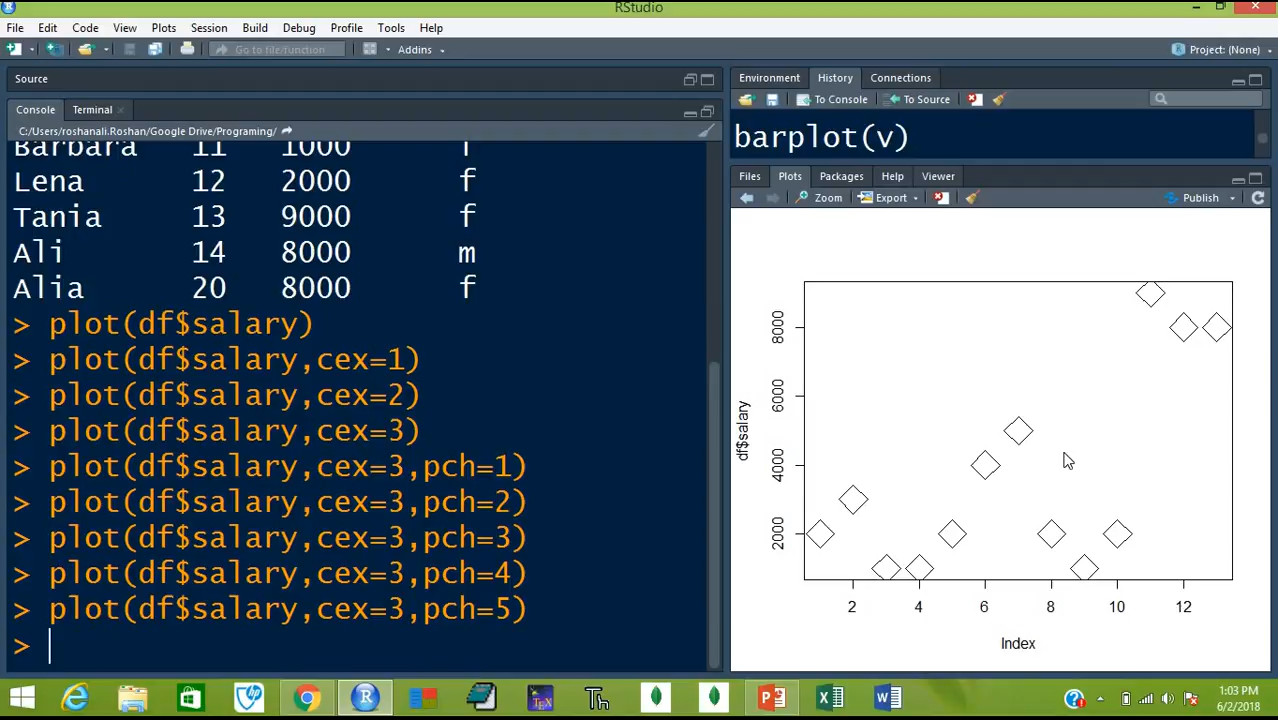 RStudio
File Edit Code View Plots Session Build Debug Profile Tools Help
Go to file/function Addins Project: (None)
Source
Console Terminal
C:/Users/roshanali.Roshan/Google Drive/Programing/
Barbara 11 1000 f
Lena 12 2000 f
Tania 13 9000 f
Ali 14 8000 m
Alia 20 8000 f
> plot(df$salary)
> plot(df$salary,cex=1)
> plot(df$salary,cex=2)
> plot(df$salary,cex=3)
> plot(df$salary,cex=3,pch=1)
> plot(df$salary,cex=3,pch=2)
> plot(df$salary,cex=3,pch=3)
> plot(df$salary,cex=3,pch=4)
> plot(df$salary,cex=3,pch=5)
>
Environment History Connections
To Console To Source
barplot(v)
Files Plots Packages Help Viewer
Zoom Export Publish
8000
6000
4000
2000
df$salary
2 4 6 8 10 12
Index
1:03 PM
6/2/2018